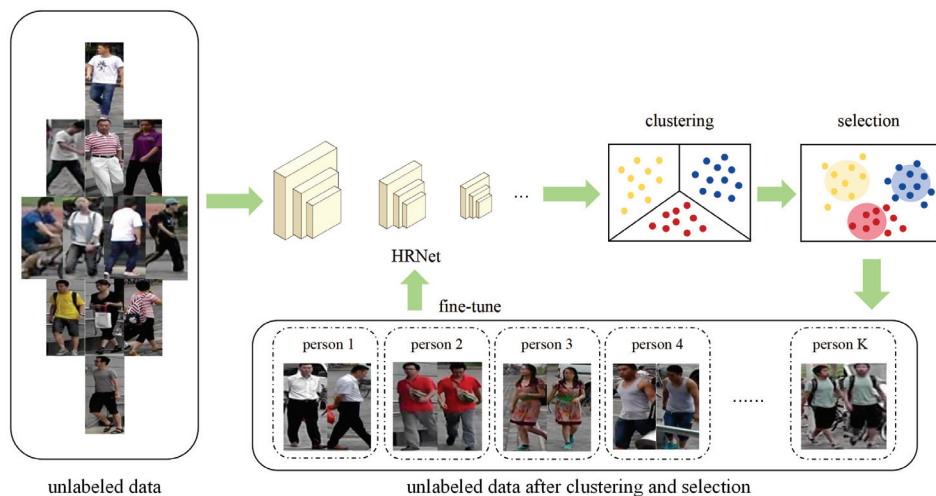 clustering
selection
...
HRNet
fine-tune
person 1
person 2
person 3
person 4
person K
......
unlabeled data
unlabeled data after clustering and selection